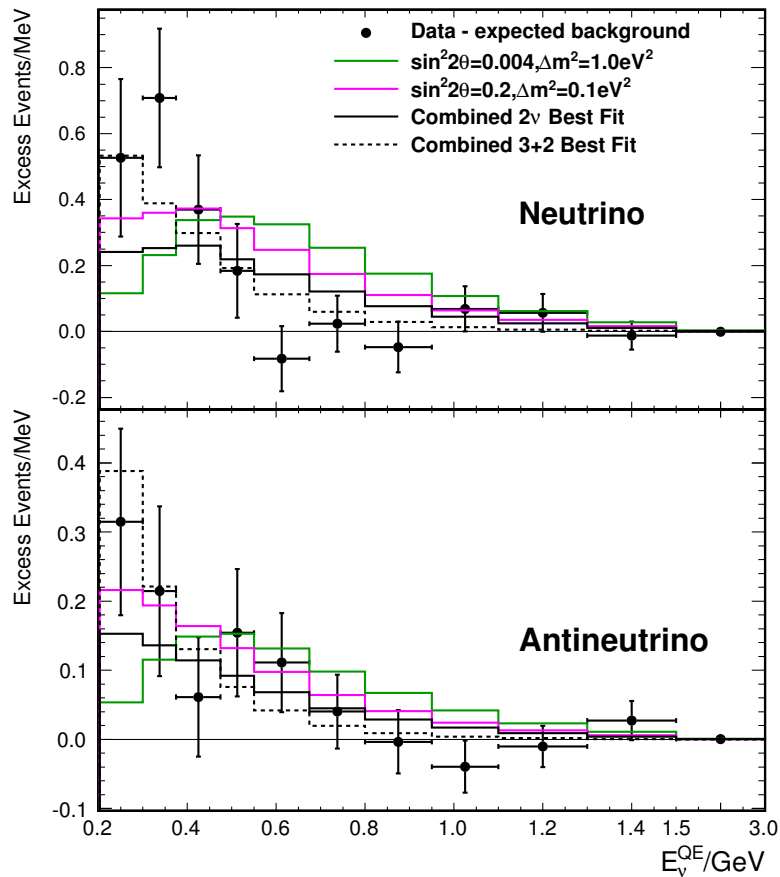 Data - expected background
sin²2θ=0.004,Δm²=1.0eV²
sin²2θ=0.2,Δm²=0.1eV²
Combined 2ν Best Fit
Combined 3+2 Best Fit
Excess Events/MeV
0.8
0.6
0.4
0.2
0.0
-0.2
Neutrino
Excess Events/MeV
0.4
0.3
0.2
0.1
0.0
-0.1
Antineutrino
0.2 0.4 0.6 0.8 1.0 1.2 1.4 1.5 3.0
E_ν^QE/GeV